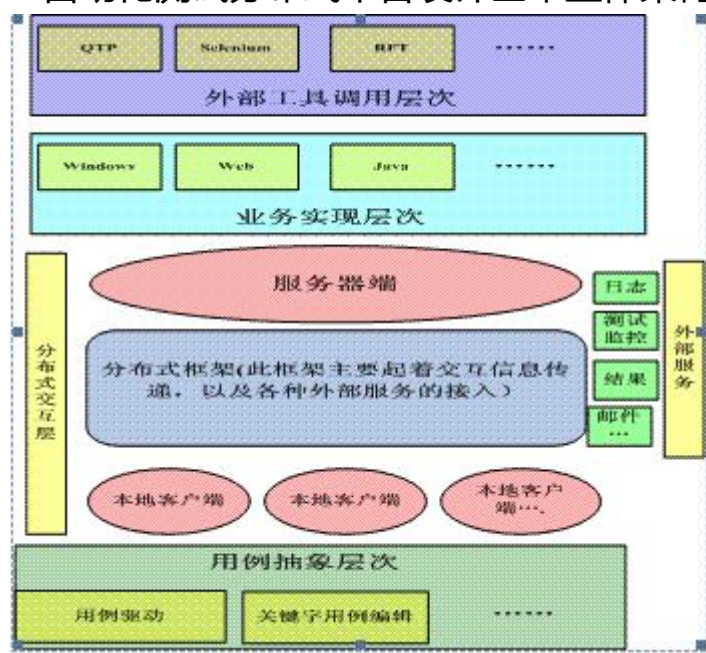 QTP
Selenium
RFT
......
外部工具调用层次
Windows
Web
Java
......
业务实现层次
服务器端
日志
测试
监控
结果
邮件
...
外
部
服
务
分
布
式
交
互
层
分布式框架(此框架主要起着交互信息传
递，以及各种外部服务的接入)
本地客户端
本地客户端
本地客户
端....
用例抽象层次
用例驱动
关键字用例编辑
......